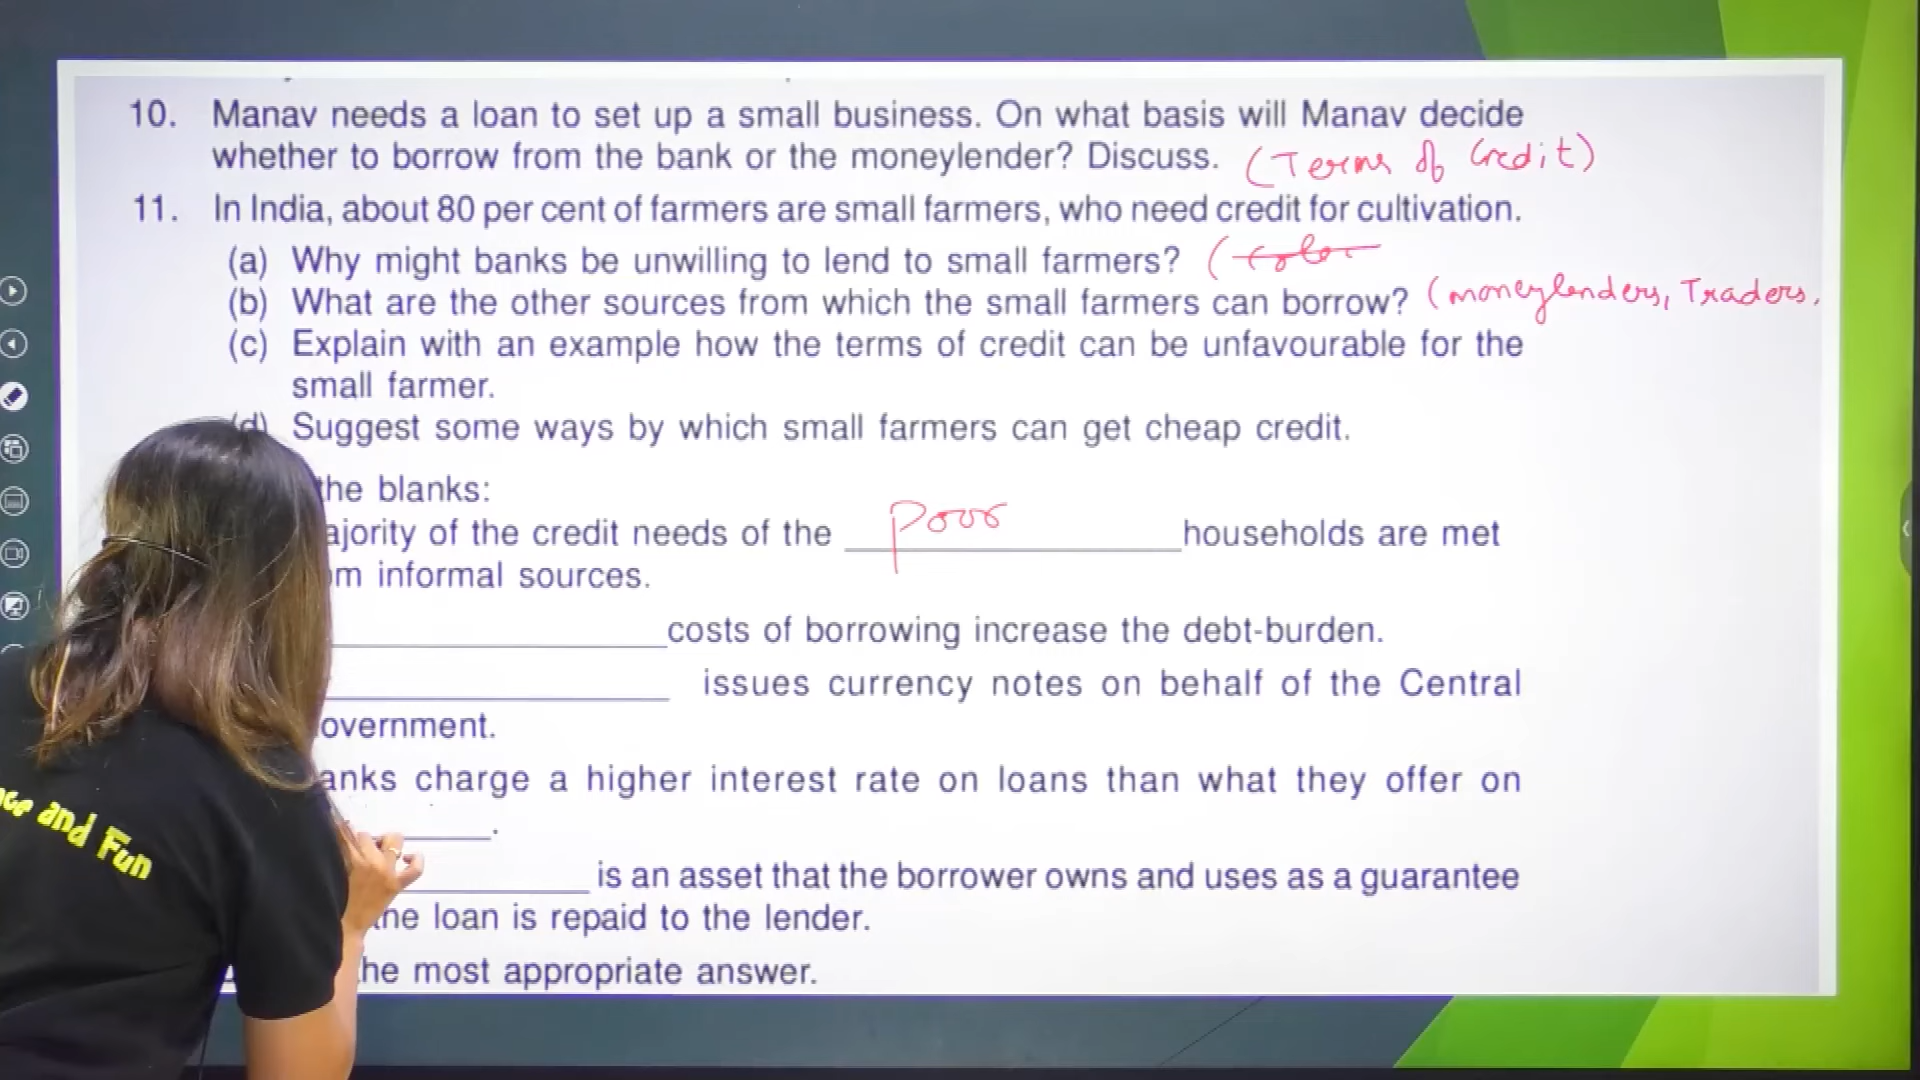 10. Manav needs a loan to set up a small business. On what basis will Manav decide
whether to borrow from the bank or the moneylender? Discuss. (Terms of Credit)
11. In India, about 80 per cent of farmers are small farmers, who need credit for cultivation.
(a) Why might banks be unwilling to lend to small farmers? (
(b) What are the other sources from which the small farmers can borrow? (moneylenders, Traders,
(c) Explain with an example how the terms of credit can be unfavourable for the
small farmer.
(d) Suggest some ways by which small farmers can get cheap credit.
the blanks:
ajority of the credit needs of the Poor households are met
om informal sources.
costs of borrowing increase the debt-burden.
issues currency notes on behalf of the Central
overnment.
anks charge a higher interest rate on loans than what they offer on
.
is an asset that the borrower owns and uses as a guarantee
he loan is repaid to the lender.
he most appropriate answer.
and Fun